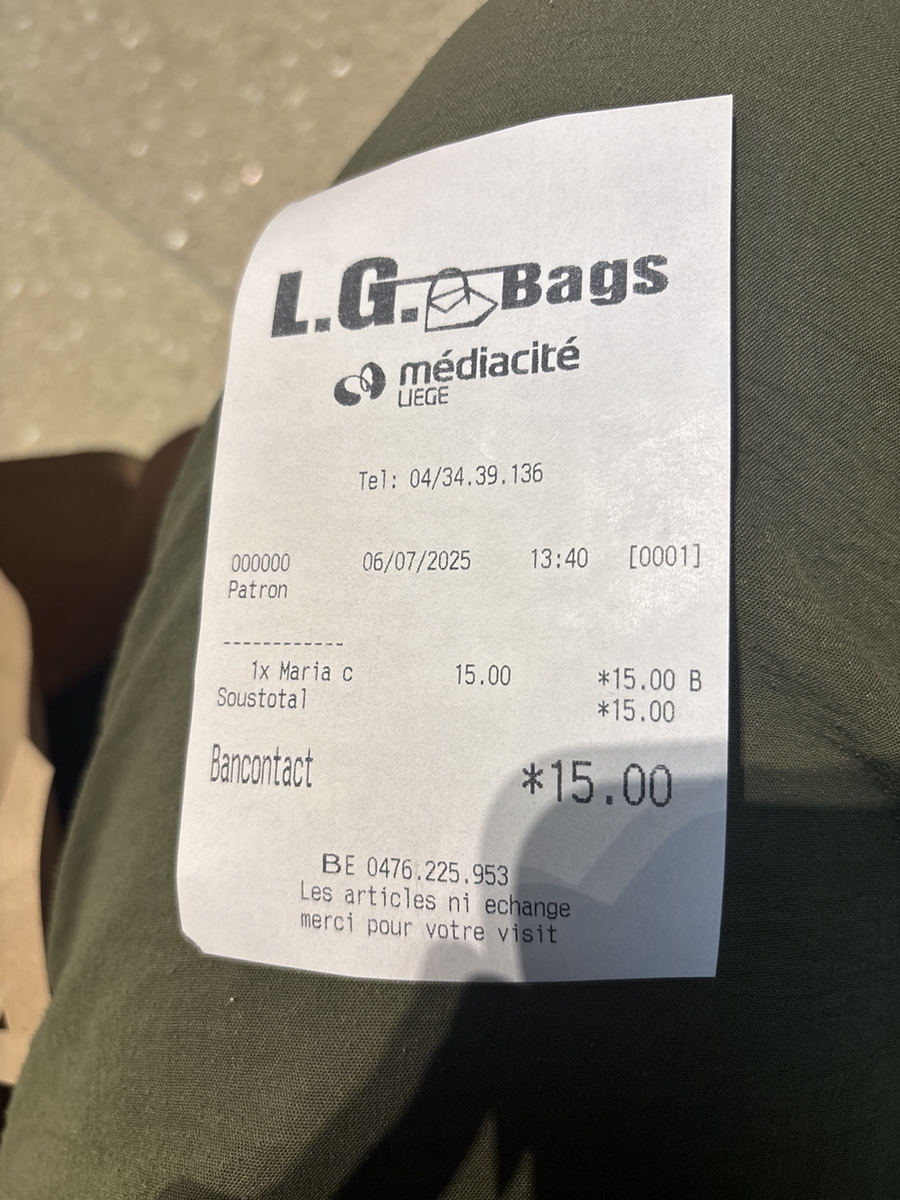 L.G. Bags
médiacité
LIEGE
Tel: 04/34.39.136
000000 06/07/2025 13:40 [0001]
Patron
------------
1x Maria c 15.00 *15.00 B
Soustotal *15.00
Bancontact *15.00
BE 0476.225.953
Les articles ni echange
merci pour votre visit